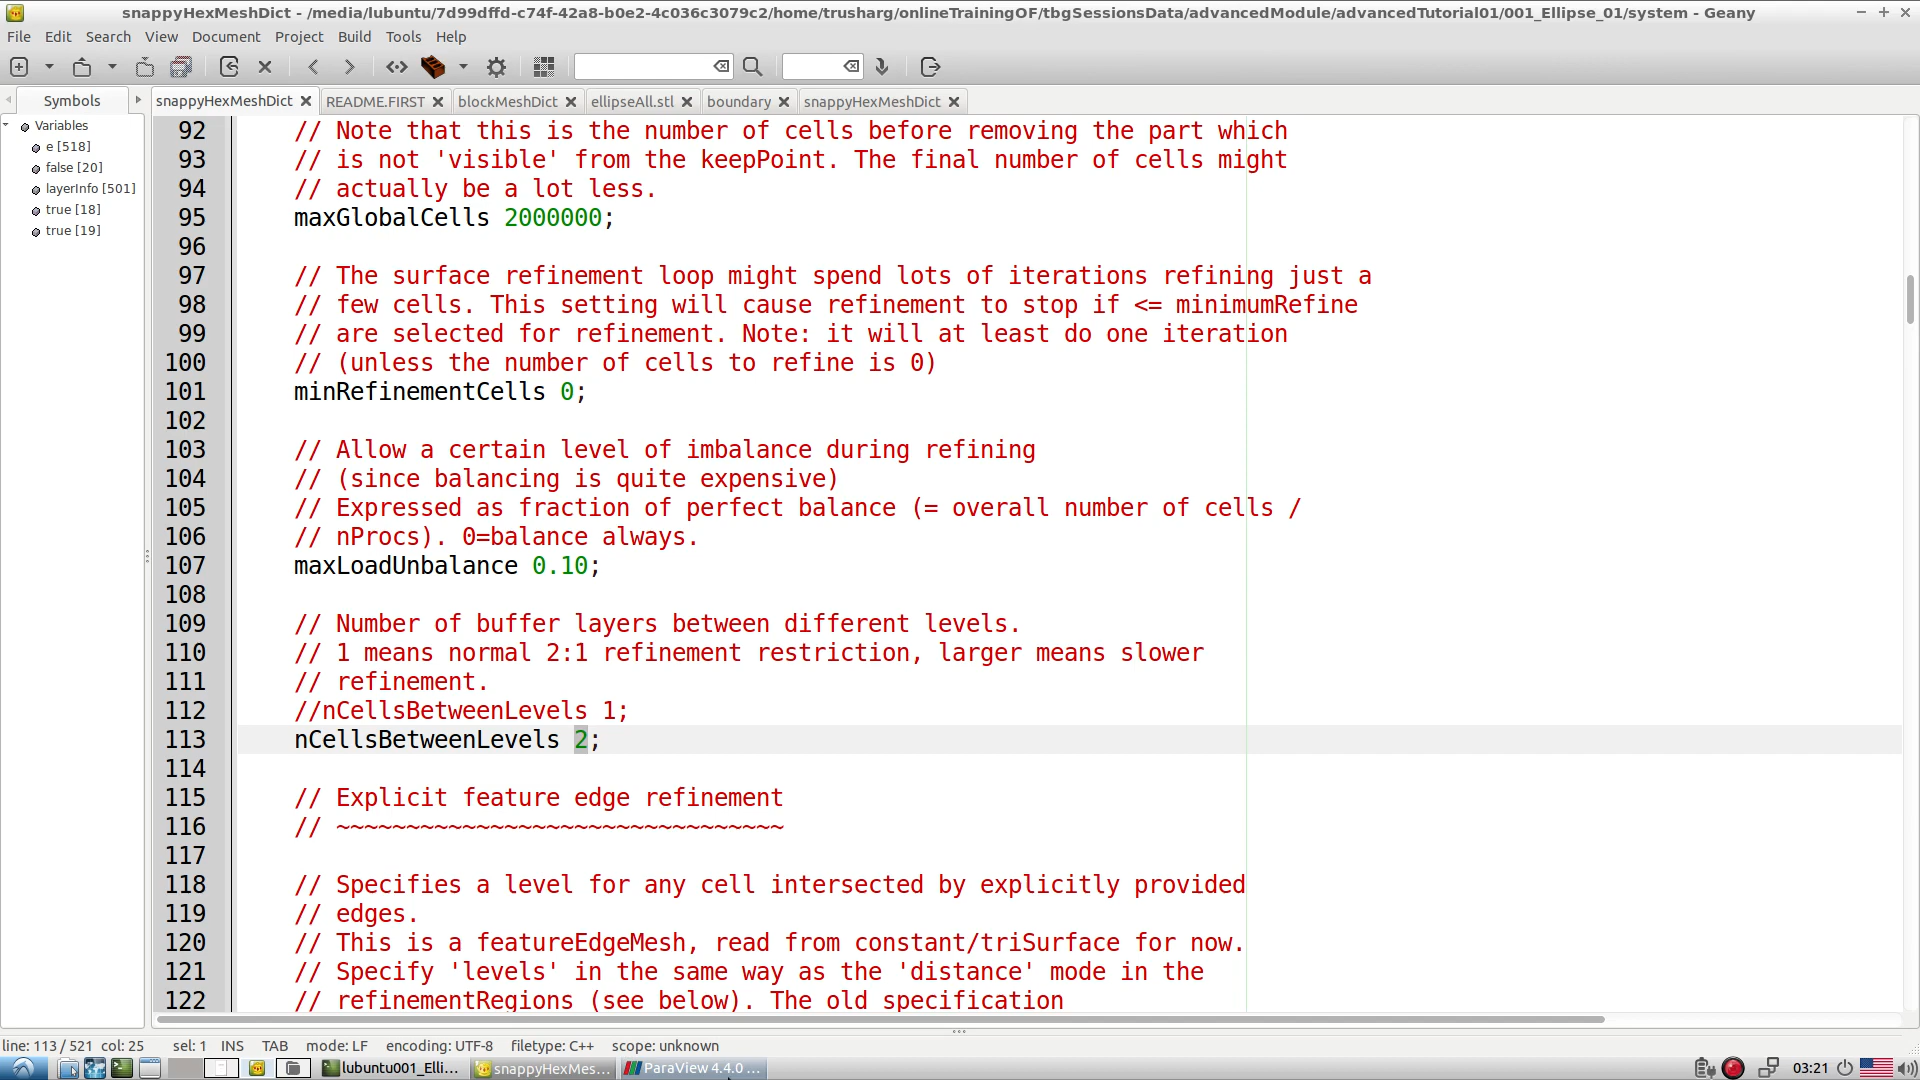 snappyHexMeshDict - /media/lubuntu/7d99dffd-c74f-42a8-b0e2-4c036c3079c2/home/trusharg/onlineTrainingOF/tbgSessionsData/advancedModule/advancedTutorial01/001_Ellipse_01/system - Geany
File Edit Search View Document Project Build Tools Help
Symbols snappyHexMeshDict README.FIRST blockMeshDict ellipseAll.stl boundary snappyHexMeshDict
Variables
e [518]
false [20]
layerInfo [501]
true [18]
true [19]
92 // Note that this is the number of cells before removing the part which
93 // is not 'visible' from the keepPoint. The final number of cells might
94 // actually be a lot less.
95 maxGlobalCells 2000000;
96
97 // The surface refinement loop might spend lots of iterations refining just a
98 // few cells. This setting will cause refinement to stop if <= minimumRefine
99 // are selected for refinement. Note: it will at least do one iteration
100 // (unless the number of cells to refine is 0)
101 minRefinementCells 0;
102
103 // Allow a certain level of imbalance during refining
104 // (since balancing is quite expensive)
105 // Expressed as fraction of perfect balance (= overall number of cells /
106 // nProcs). 0=balance always.
107 maxLoadUnbalance 0.10;
108
109 // Number of buffer layers between different levels.
110 // 1 means normal 2:1 refinement restriction, larger means slower
111 // refinement.
112 //nCellsBetweenLevels 1;
113 nCellsBetweenLevels 2;
114
115 // Explicit feature edge refinement
116 // ~~~~~~~~~~~~~~~~~~~~~~~~~~~~~~~~
117
118 // Specifies a level for any cell intersected by explicitly provided
119 // edges.
120 // This is a featureEdgeMesh, read from constant/triSurface for now.
121 // Specify 'levels' in the same way as the 'distance' mode in the
122 // refinementRegions (see below). The old specification
line: 113 / 521 col: 25 sel: 1 INS TAB mode: LF encoding: UTF-8 filetype: C++ scope: unknown
lubuntu001_Elli... snappyHexMes... ParaView 4.4.0 ... 03:21